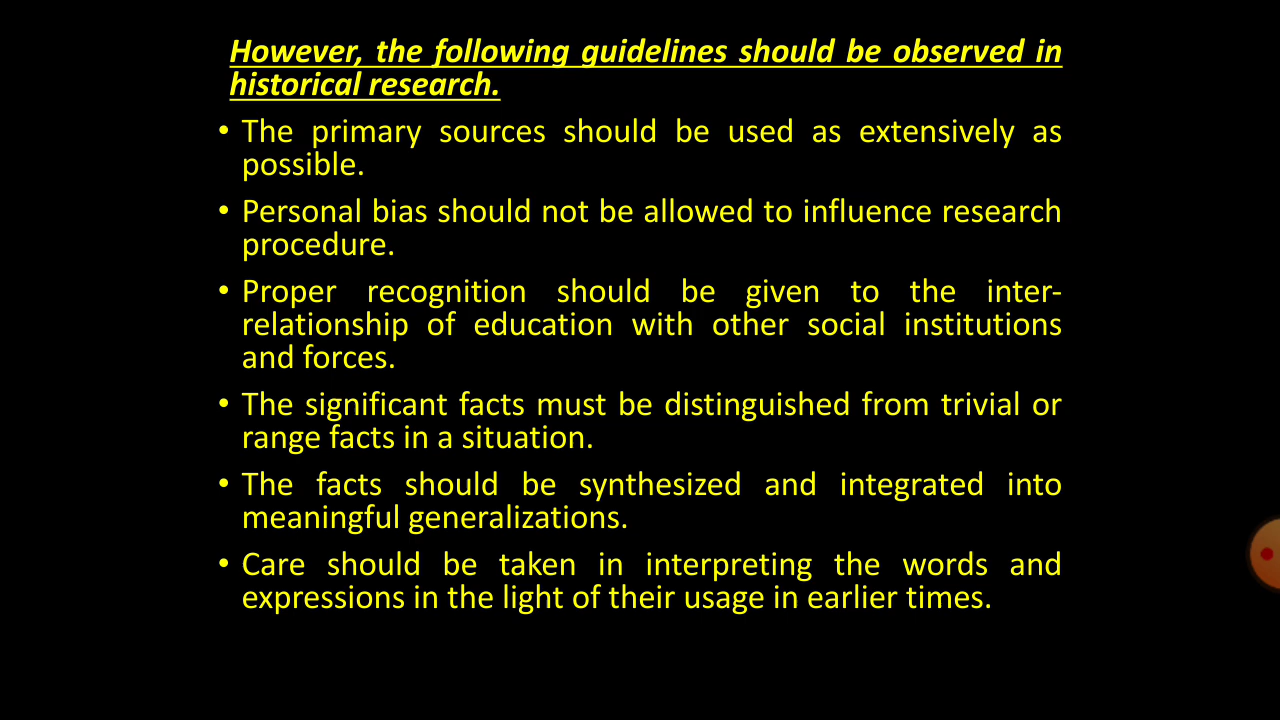 However, the following guidelines should be observed in
historical research.
• The primary sources should be used as extensively as
possible.
• Personal bias should not be allowed to influence research
procedure.
• Proper recognition should be given to the inter-
relationship of education with other social institutions
and forces.
• The significant facts must be distinguished from trivial or
range facts in a situation.
• The facts should be synthesized and integrated into
meaningful generalizations.
• Care should be taken in interpreting the words and
expressions in the light of their usage in earlier times.